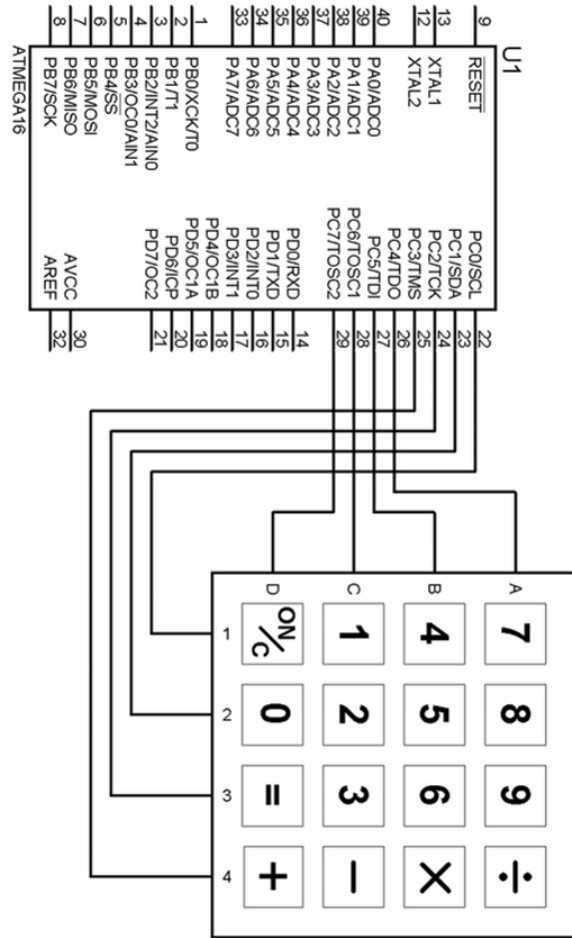 U1
9 RESET PC0/SCL 22
PC1/SDA 23
13 XTAL1 PC2/TCK 24
12 XTAL2 PC3/TMS 25
PC4/TDO 26
40 PA0/ADC0 PC5/TDI 27
39 PA1/ADC1 PC6/TOSC1 28
38 PA2/ADC2 PC7/TOSC2 29
37 PA3/ADC3
36 PA4/ADC4 PD0/RXD 14
35 PA5/ADC5 PD1/TXD 15
34 PA6/ADC6 PD2/INT0 16
33 PA7/ADC7 PD3/INT1 17
PD4/OC1B 18
1 PB0/XCK/T0 PD5/OC1A 19
2 PB1/T1 PD6/ICP 20
3 PB2/INT2/AIN0 PD7/OC2 21
4 PB3/OC0/AIN1
5 PB4/SS
6 PB5/MOSI
7 PB6/MISO AVCC 30
8 PB7/SCK AREF 32
ATMEGA16
A 7 8 9 ÷
B 4 5 6 ×
C 1 2 3 −
D ON/C 0 = +
1 2 3 4